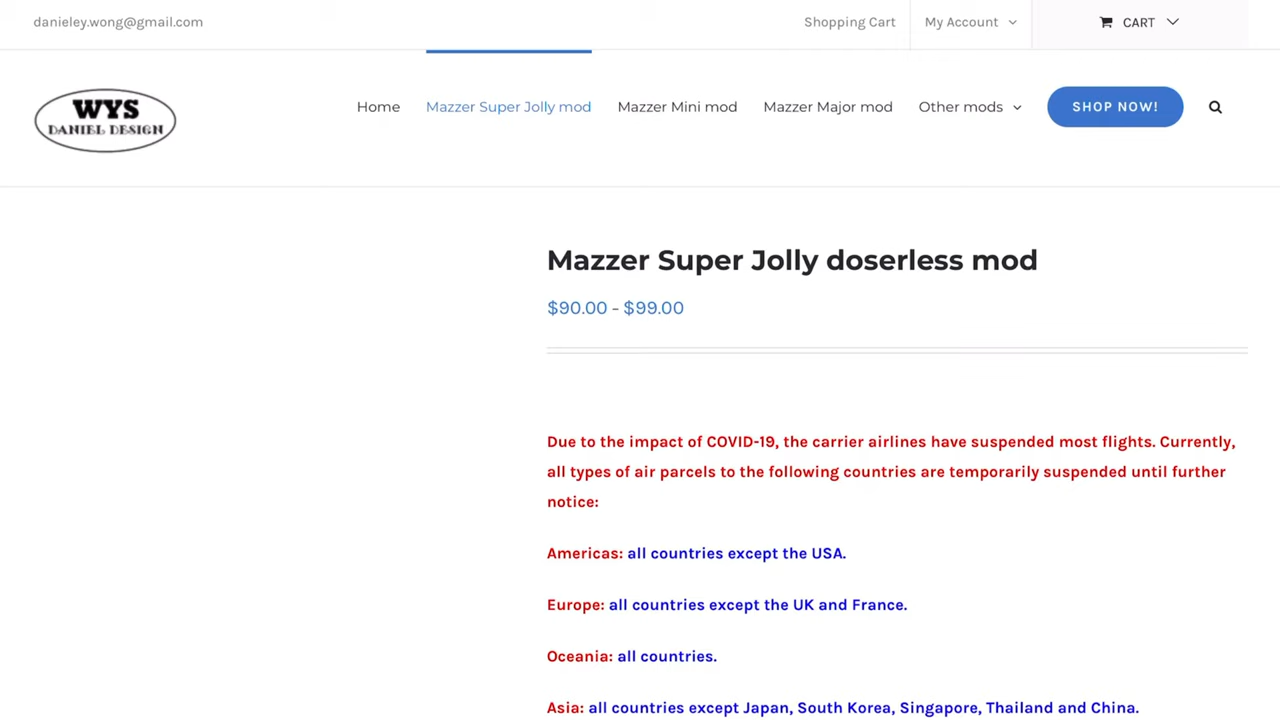 danieley.wong@gmail.com
Shopping Cart
My Account
CART
WYS
DANIEL DESIGN
Home
Mazzer Super Jolly mod
Mazzer Mini mod
Mazzer Major mod
Other mods
SHOP NOW!
Mazzer Super Jolly doserless mod
$90.00 - $99.00
Due to the impact of COVID-19, the carrier airlines have suspended most flights. Currently,
all types of air parcels to the following countries are temporarily suspended until further
notice:
Americas: all countries except the USA.
Europe: all countries except the UK and France.
Oceania: all countries.
Asia: all countries except Japan, South Korea, Singapore, Thailand and China.